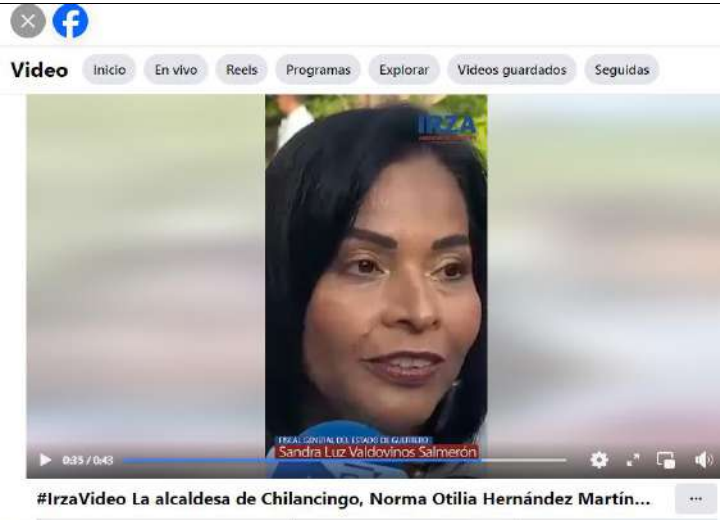 Video Inicio En vivo Reels Programas Explorar Videos guardados Seguidas
IRZA
FISCAL GENERAL DEL ESTADO DE GUERRERO
Sandra Luz Valdovinos Salmerón
0:35 / 0:43
#IrzaVideo La alcaldesa de Chilancingo, Norma Otilia Hernández Martín...